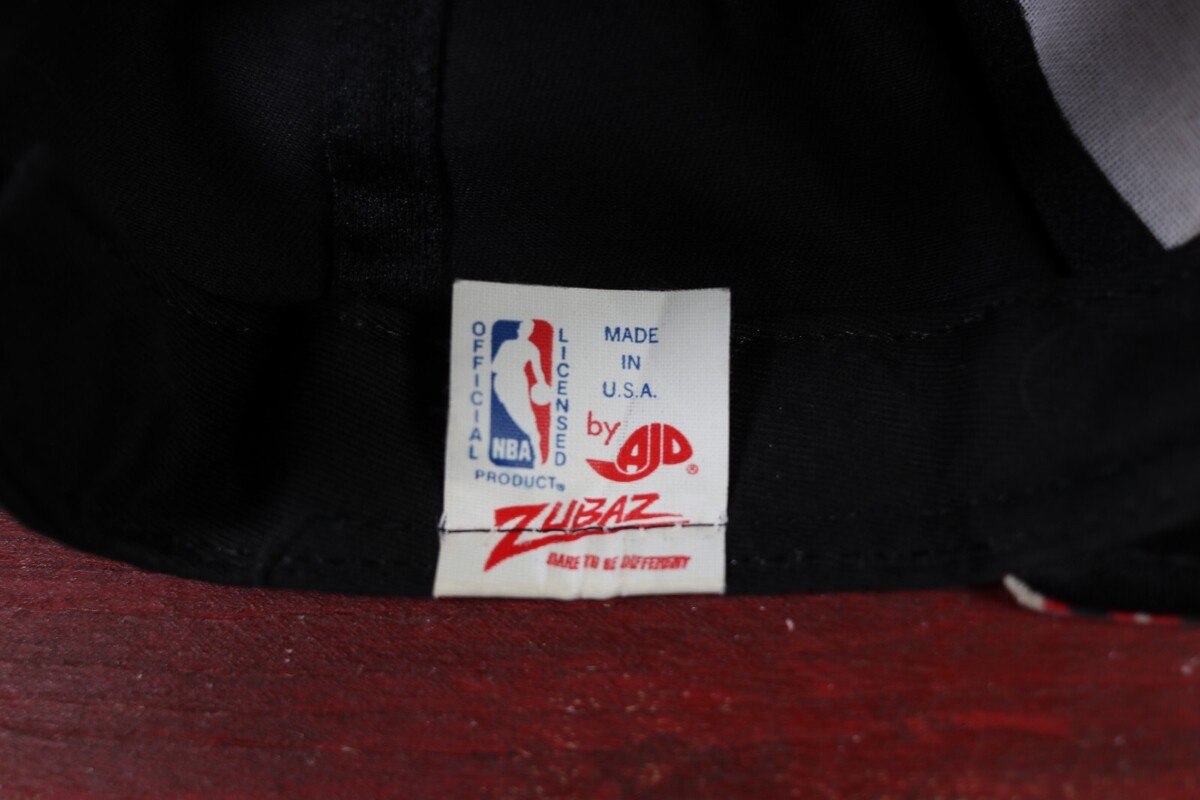 OFFICIAL
NBA
LICENSED
PRODUCT®
MADE
IN
U.S.A.
by AJD®
ZUBAZ
DARE TO BE DIFFERENT